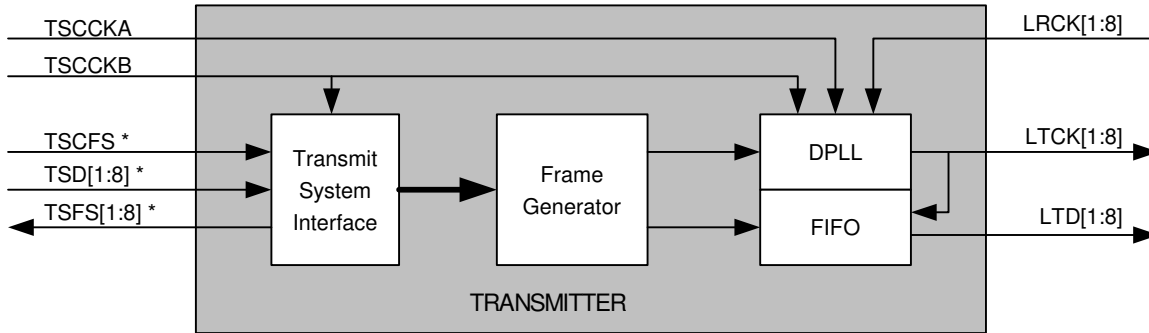 TSCCKA
LRCK[1:8]
TSCCKB
TSCFS *
TSD[1:8] *
TSFS[1:8] *
Transmit
System
Interface
Frame
Generator
DPLL
FIFO
LTCK[1:8]
LTD[1:8]
TRANSMITTER